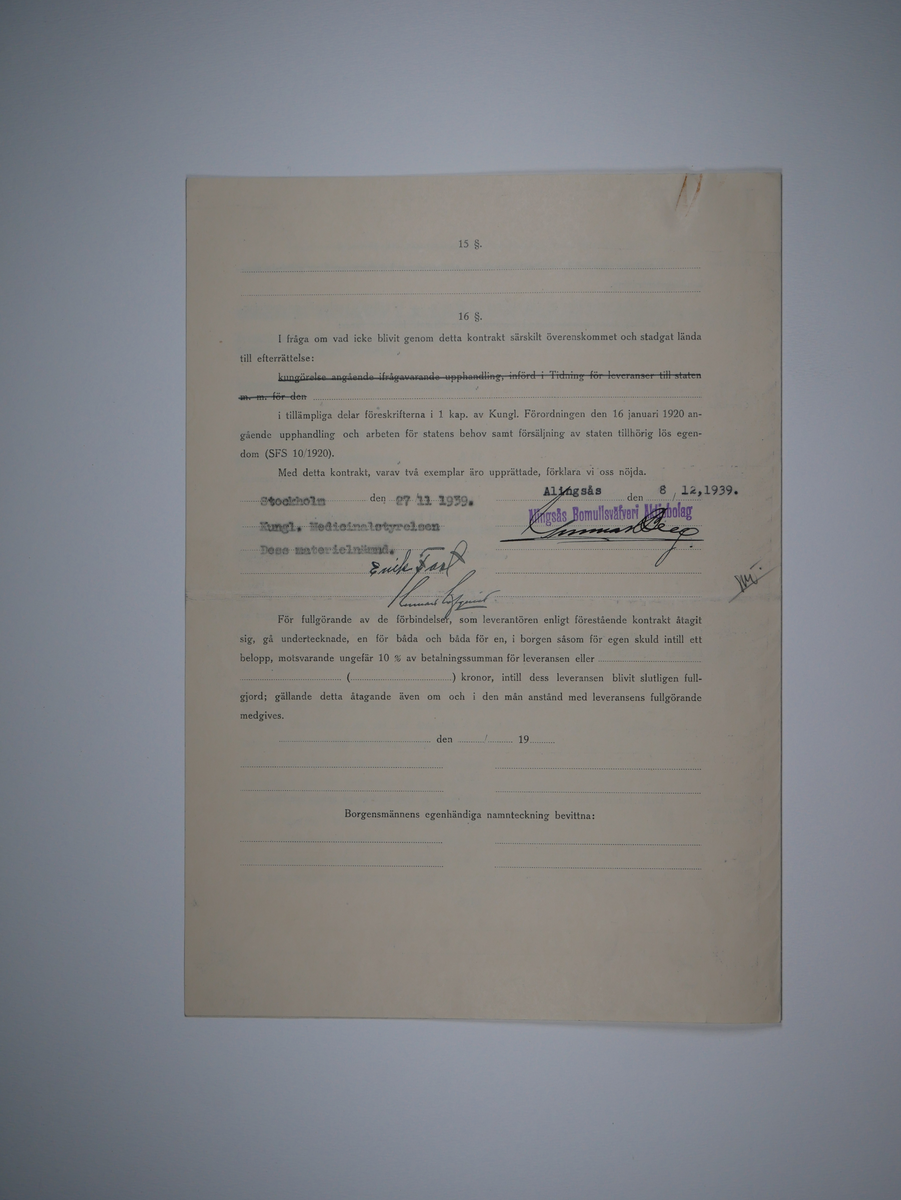 15 §.
16 §.
I fråga om vad icke blivit genom detta kontrakt särskilt överenskommet och stadgat lända
till efterrättelse:
kungörelse angående ifrågavarande upphandling, införd i Tidning för leveranser till staten
m. m. för den
i tillämpliga delar föreskrifterna i 1 kap. av Kungl. Förordningen den 16 januari 1920 an-
gående upphandling och arbeten för statens behov samt försäljning av staten tillhörig lös egen-
dom (SFS 10/1920).
Med detta kontrakt, varav två exemplar äro upprättade, förklara vi oss nöjda.
Stockholm den 27 11 1939.
Kungl. Medicinalstyrelsen
Dess materielnämnd.
Erik Fast
Alingsås den 8 / 12, 1939.
Alingsås Bomullsväfveri Aktiebolag
För fullgörande av de förbindelser, som leverantören enligt förestående kontrakt åtagit
sig, gå undertecknade, en för båda och båda för en, i borgen såsom för egen skuld intill ett
belopp, motsvarande ungefär 10 % av betalningssumman för leveransen eller
( ) kronor, intill dess leveransen blivit slutligen full-
gjord; gällande detta åtagande även om och i den mån anstånd med leveransens fullgörande
medgives.
den / 19
Borgensmännens egenhändiga namnteckning bevittna: